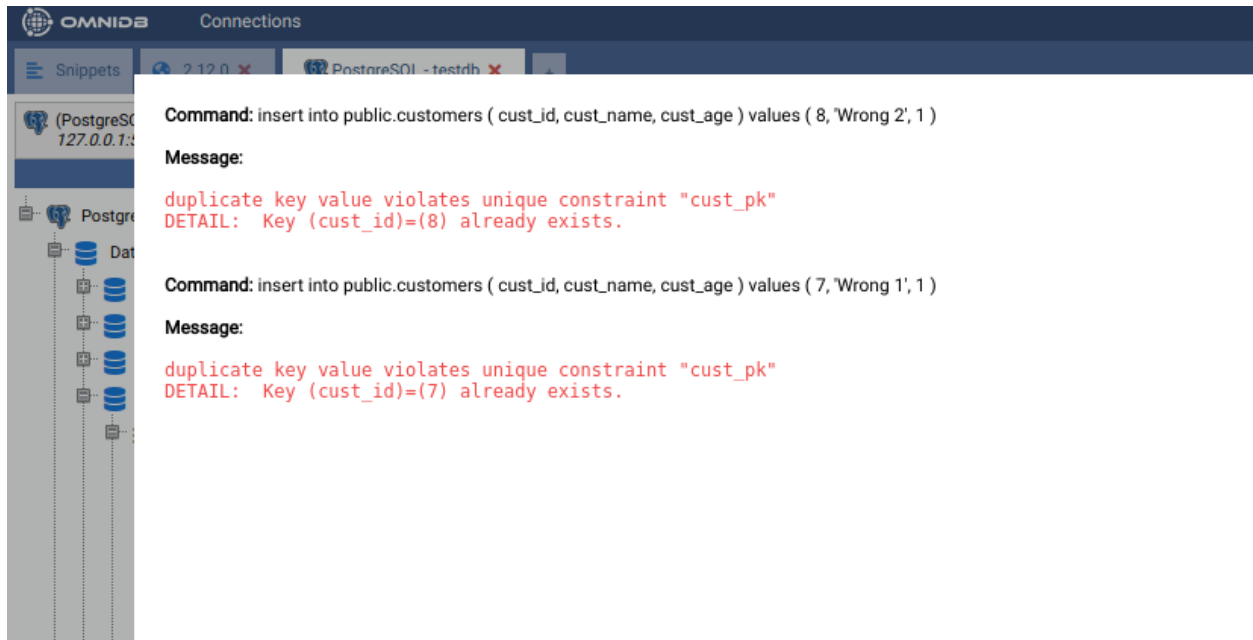 OMNIDB Connections
Snippets 2.12.0 PostgreSQL - testdb +
(PostgreSQ
127.0.0.1:5
Postgre
Dat
Command: insert into public.customers ( cust_id, cust_name, cust_age ) values ( 8, 'Wrong 2', 1 )
Message:
duplicate key value violates unique constraint "cust_pk"
DETAIL:  Key (cust_id)=(8) already exists.
Command: insert into public.customers ( cust_id, cust_name, cust_age ) values ( 7, 'Wrong 1', 1 )
Message:
duplicate key value violates unique constraint "cust_pk"
DETAIL:  Key (cust_id)=(7) already exists.